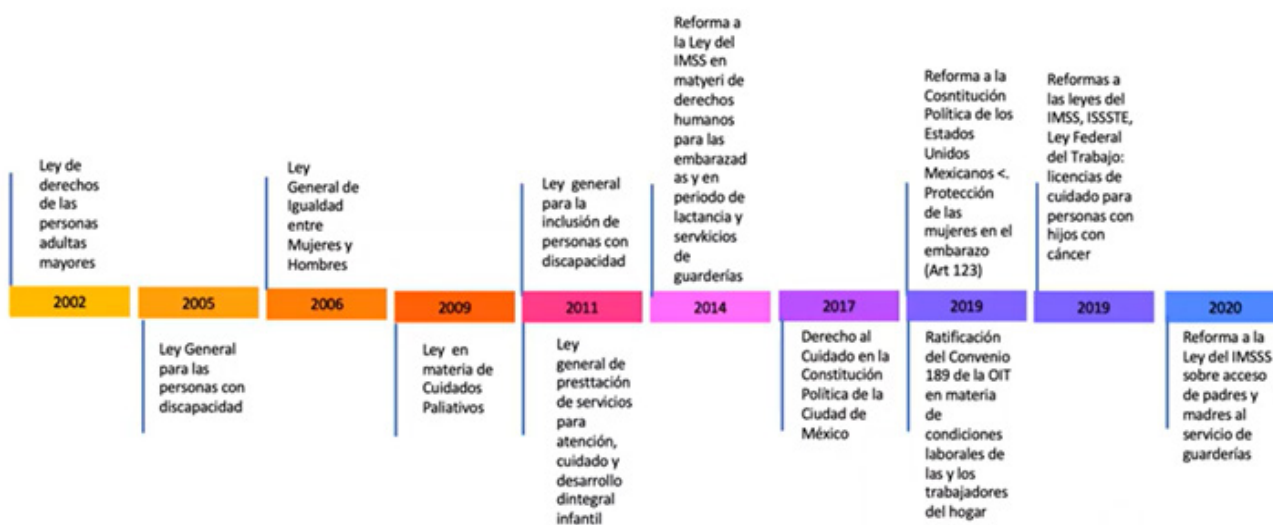 Ley de
derechos
de las
personas
adultas
mayores
2002
2005
Ley General
para las
personas con
discapacidad
Ley
General de
Igualdad
entre
Mujeres y
Hombres
2006
2009
Ley en
materia de
Cuidados
Paliativos
Ley general
para la
inclusión de
personas con
discapacidad
2011
Ley
general de
presttación
de servicios
para
atención,
cuidado y
desarrollo
dintegral
infantil
Reforma a
la Ley del
IMSS en
matyeri de
derechos
humanos
para las
embarazad
as y en
periodo de
lactancia y
servkicios
de
guarderías
2014
2017
Derecho al
Cuidado en la
Constitución
Política de la
Ciudad de
México
Reforma a la
Cosntitución
Política de los
Estados
Unidos
Mexicanos <.
Protección
de las
mujeres en el
embarazo
(Art 123)
2019
Ratificación
del Convenio
189 de la OIT
en materia
de
condiciones
laborales de
las y los
trabajadores
del hogar
Reformas a
las leyes del
IMSS, ISSSTE,
Ley Federal
del Trabajo:
licencias de
cuidado para
personas con
hijos con
cáncer
2019
2020
Reforma a la
Ley del IMSSS
sobre acceso
de padres y
madres al
servicio de
guarderías